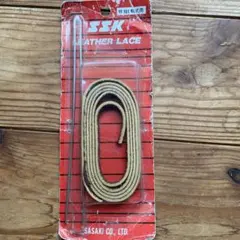 SSK
LEATHER LACE
SASAKI CO., LTD.